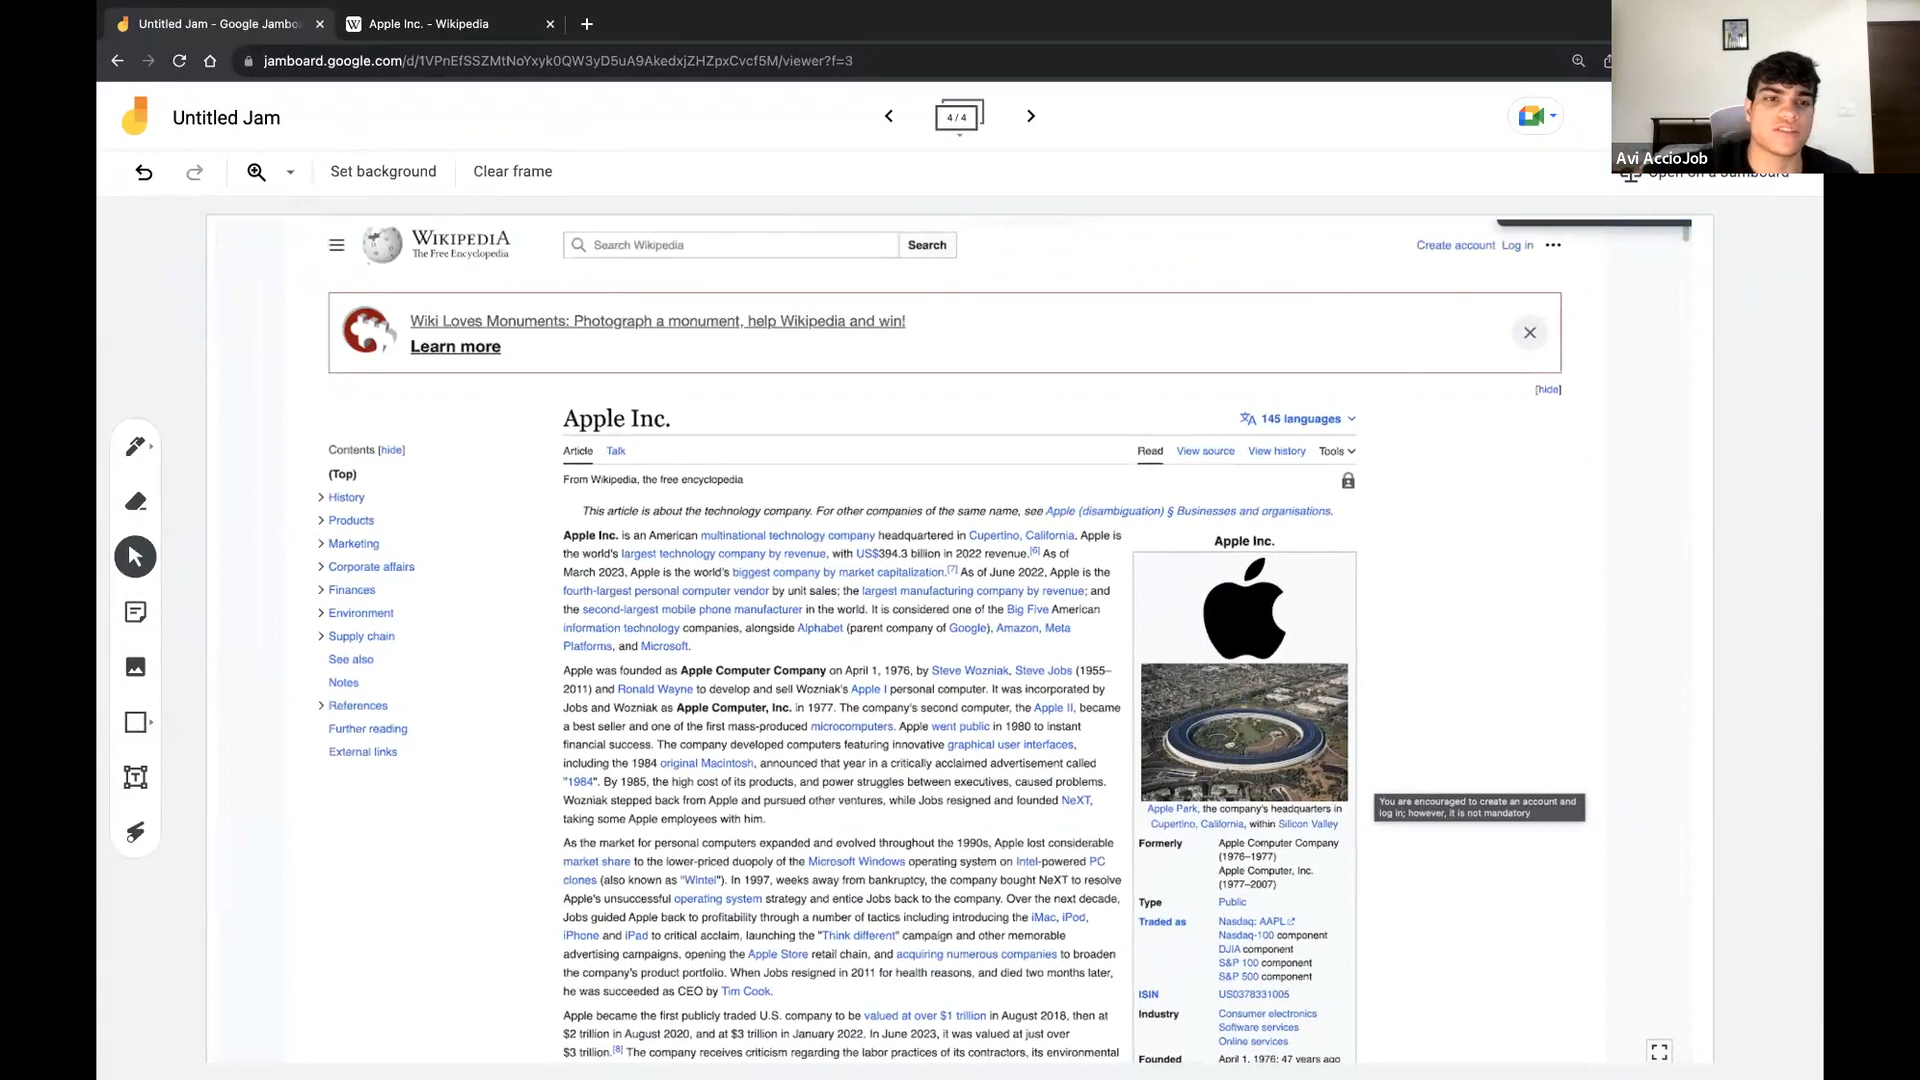 Untitled Jam - Google Jambo
Apple Inc. - Wikipedia
jamboard.google.com/d/1VPnEfSSZMtNoYxyk0QW3yD5uA9AkedxjZHZpxCvcf5M/viewer?f=3
Untitled Jam
4 / 4
Set background
Clear frame
Open on a Jamboard
Avi AccioJob
WIKIPEDIA
The Free Encyclopedia
Search Wikipedia
Search
Create account Log in
Wiki Loves Monuments: Photograph a monument, help Wikipedia and win!
Learn more
[hide]
Apple Inc.
145 languages
Contents [hide]
(Top)
History
Products
Marketing
Corporate affairs
Finances
Environment
Supply chain
See also
Notes
References
Further reading
External links
Article Talk
Read View source View history Tools
From Wikipedia, the free encyclopedia
This article is about the technology company. For other companies of the same name, see Apple (disambiguation) § Businesses and organisations.
Apple Inc. is an American multinational technology company headquartered in Cupertino, California. Apple is
the world's largest technology company by revenue, with US$394.3 billion in 2022 revenue.[6] As of
March 2023, Apple is the world's biggest company by market capitalization.[7] As of June 2022, Apple is the
fourth-largest personal computer vendor by unit sales; the largest manufacturing company by revenue; and
the second-largest mobile phone manufacturer in the world. It is considered one of the Big Five American
information technology companies, alongside Alphabet (parent company of Google), Amazon, Meta
Platforms, and Microsoft.
Apple was founded as Apple Computer Company on April 1, 1976, by Steve Wozniak, Steve Jobs (1955–
2011) and Ronald Wayne to develop and sell Wozniak's Apple I personal computer. It was incorporated by
Jobs and Wozniak as Apple Computer, Inc. in 1977. The company's second computer, the Apple II, became
a best seller and one of the first mass-produced microcomputers. Apple went public in 1980 to instant
financial success. The company developed computers featuring innovative graphical user interfaces,
including the 1984 original Macintosh, announced that year in a critically acclaimed advertisement called
"1984". By 1985, the high cost of its products, and power struggles between executives, caused problems.
Wozniak stepped back from Apple and pursued other ventures, while Jobs resigned and founded NeXT,
taking some Apple employees with him.
As the market for personal computers expanded and evolved throughout the 1990s, Apple lost considerable
market share to the lower-priced duopoly of the Microsoft Windows operating system on Intel-powered PC
clones (also known as "Wintel"). In 1997, weeks away from bankruptcy, the company bought NeXT to resolve
Apple's unsuccessful operating system strategy and entice Jobs back to the company. Over the next decade,
Jobs guided Apple back to profitability through a number of tactics including introducing the iMac, iPod,
iPhone and iPad to critical acclaim, launching the "Think different" campaign and other memorable
advertising campaigns, opening the Apple Store retail chain, and acquiring numerous companies to broaden
the company's product portfolio. When Jobs resigned in 2011 for health reasons, and died two months later,
he was succeeded as CEO by Tim Cook.
Apple became the first publicly traded U.S. company to be valued at over $1 trillion in August 2018, then at
$2 trillion in August 2020, and at $3 trillion in January 2022. In June 2023, it was valued at just over
$3 trillion.[8] The company receives criticism regarding the labor practices of its contractors, its environmental
Apple Inc.
Apple Park, the company's headquarters in
Cupertino, California, within Silicon Valley
Formerly Apple Computer Company
(1976–1977)
Apple Computer, Inc.
(1977–2007)
Type Public
Traded as Nasdaq: AAPL
Nasdaq-100 component
DJIA component
S&P 100 component
S&P 500 component
ISIN US0378331005
Industry Consumer electronics
Software services
Online services
Founded April 1, 1976; 47 years ago
You are encouraged to create an account and
log in; however, it is not mandatory